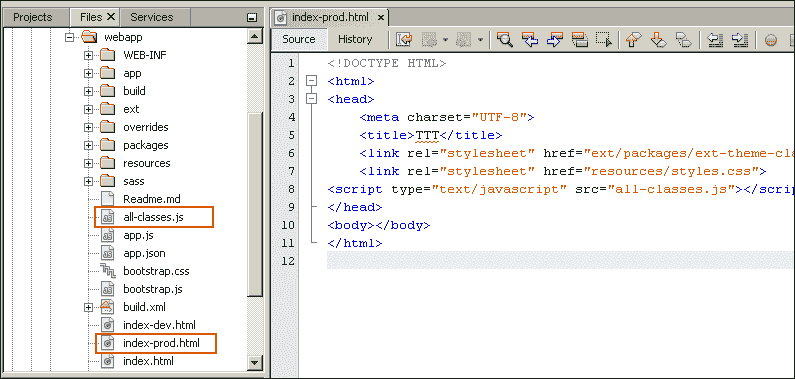 Projects Files Services
index-prod.html
Source History
webapp
WEB-INF
app
build
ext
overrides
packages
resources
sass
Readme.md
all-classes.js
app.js
app.json
bootstrap.css
bootstrap.js
build.xml
index-dev.html
index-prod.html
index.html
1 <!DOCTYPE HTML>
2 <html>
3 <head>
4 <meta charset="UTF-8">
5 <title>TTT</title>
6 <link rel="stylesheet" href="ext/packages/ext-theme-cla
7 <link rel="stylesheet" href="resources/styles.css">
8 <script type="text/javascript" src="all-classes.js"></scrip
9 </head>
10 <body></body>
11 </html>
12